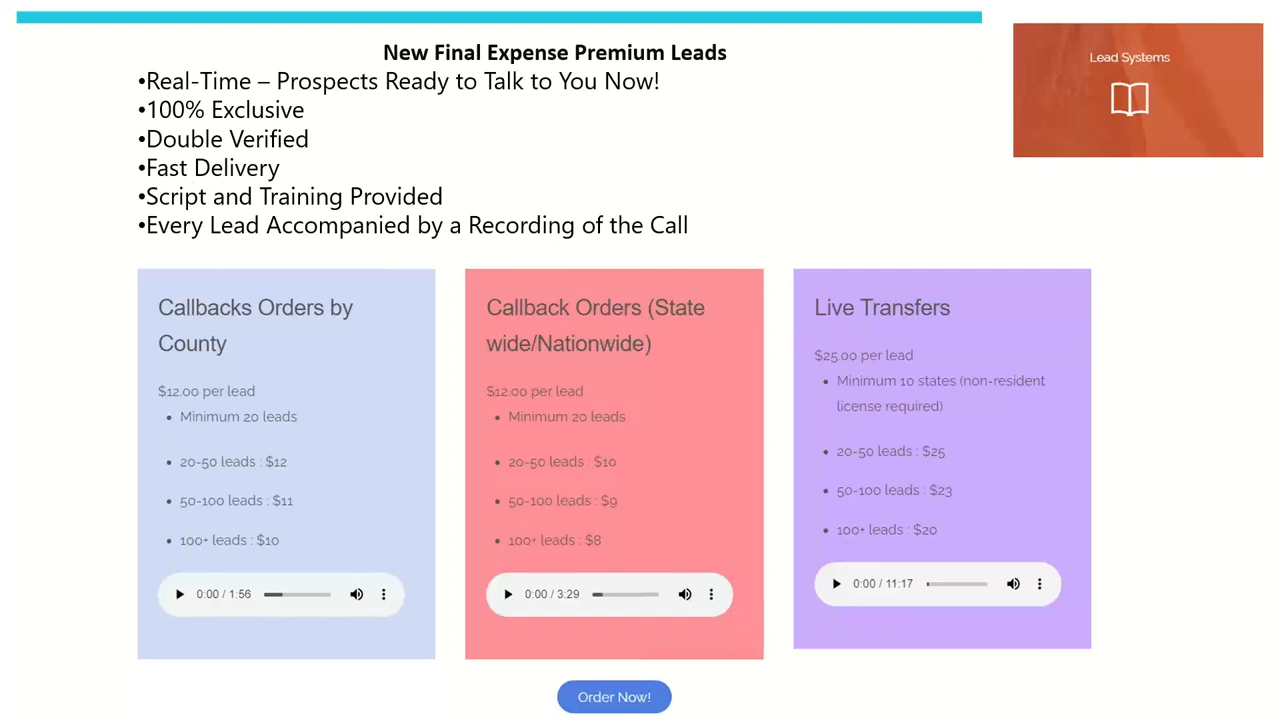 New Final Expense Premium Leads
•Real-Time – Prospects Ready to Talk to You Now!
•100% Exclusive
•Double Verified
•Fast Delivery
•Script and Training Provided
•Every Lead Accompanied by a Recording of the Call
Lead Systems
Callbacks Orders by
County
$12.00 per lead
• Minimum 20 leads
• 20-50 leads : $12
• 50-100 leads : $11
• 100+ leads : $10
0:00 / 1:56
Callback Orders (State
wide/Nationwide)
$12.00 per lead
• Minimum 20 leads
• 20-50 leads : $10
• 50-100 leads : $9
• 100+ leads : $8
0:00 / 3:29
Live Transfers
$25.00 per lead
• Minimum 10 states (non-resident
license required)
• 20-50 leads : $25
• 50-100 leads : $23
• 100+ leads : $20
0:00 / 11:17
Order Now!